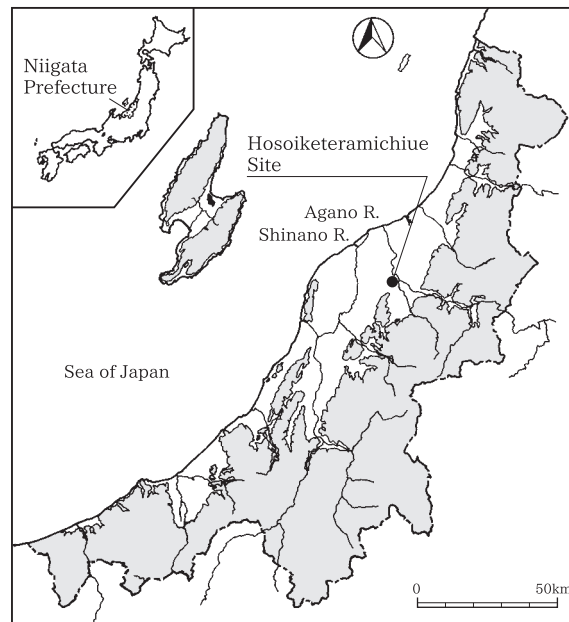 Niigata
Prefecture
Hosoiketeramichiue
Site
Agano R.
Shinano R.
Sea of Japan
0 50km